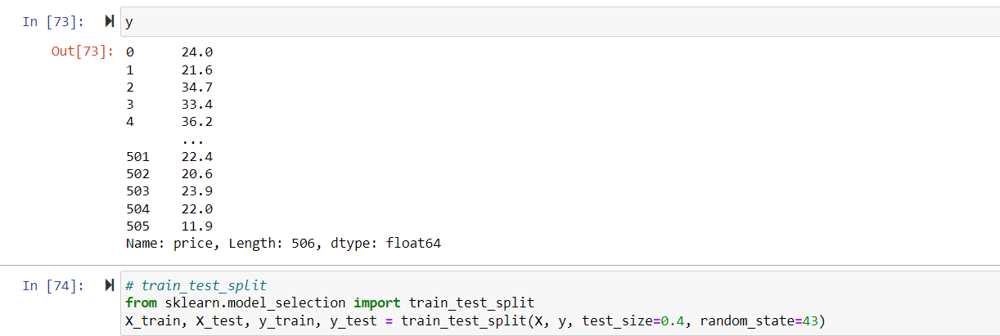 In [73]: y
Out[73]: 0 24.0
1 21.6
2 34.7
3 33.4
4 36.2
...
501 22.4
502 20.6
503 23.9
504 22.0
505 11.9
Name: price, Length: 506, dtype: float64
In [74]: # train_test_split
from sklearn.model_selection import train_test_split
X_train, X_test, y_train, y_test = train_test_split(X, y, test_size=0.4, random_state=43)